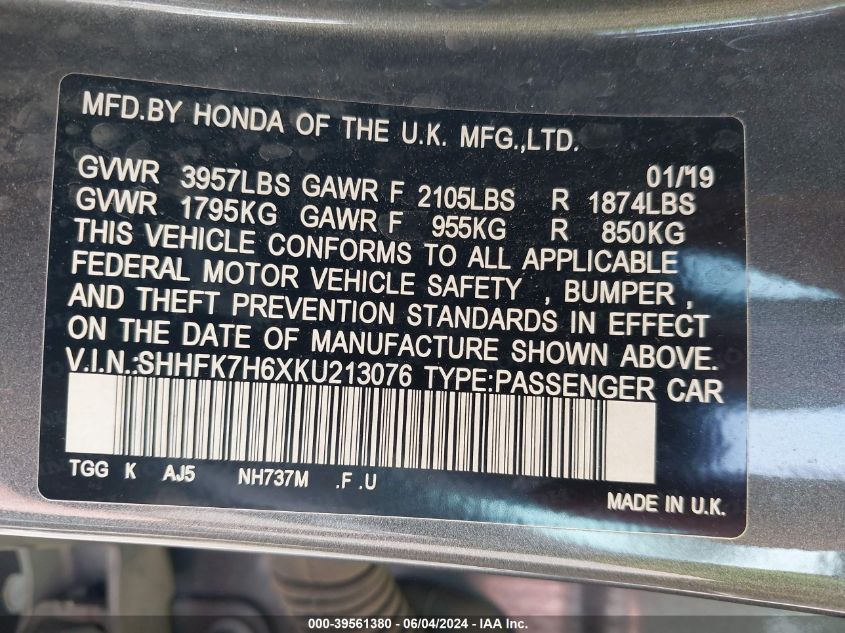 MFD.BY HONDA OF THE U.K. MFG.,LTD.
01/'19
GVWR 3957LBS GAWR F 2105LBS R 1874LBS
GVWR 1795KG GAWR F 955KG R 850KG
THIS VEHICLE CONFORMS TO ALL APPLICABLE
FEDERAL MOTOR VEHICLE SAFETY , BUMPER ,
AND THEFT PREVENTION STANDARDS IN EFFECT
ON THE DATE OF MANUFACTURE SHOWN ABOVE.
V.I.N.:SHHFK7H6XKU213076 TYPE:PASSENGER CAR
TGG K AJ5 NH737M .F .U
MADE IN U.K.
000-39561380 - 06/04/2024 - IAA Inc.